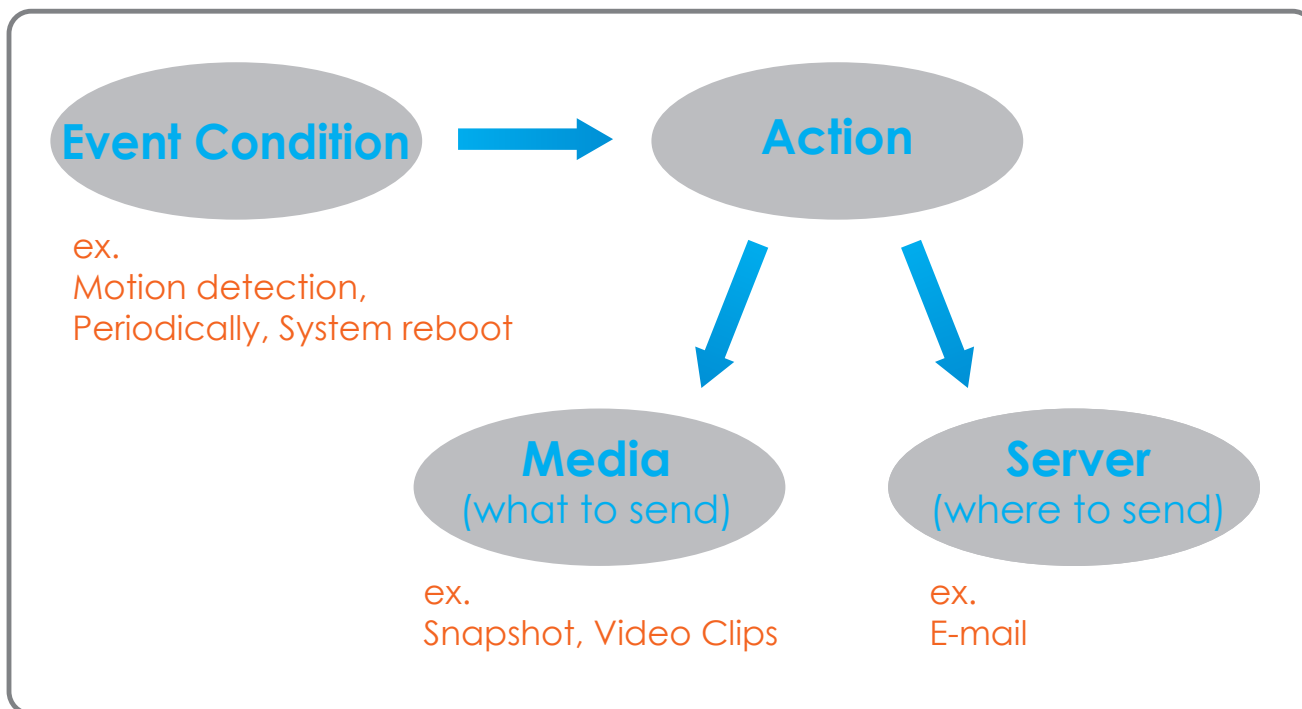 Event Condition
Action
ex.
Motion detection,
Periodically, System reboot
Media
(what to send)
Server
(where to send)
ex.
Snapshot, Video Clips
ex.
E-mail